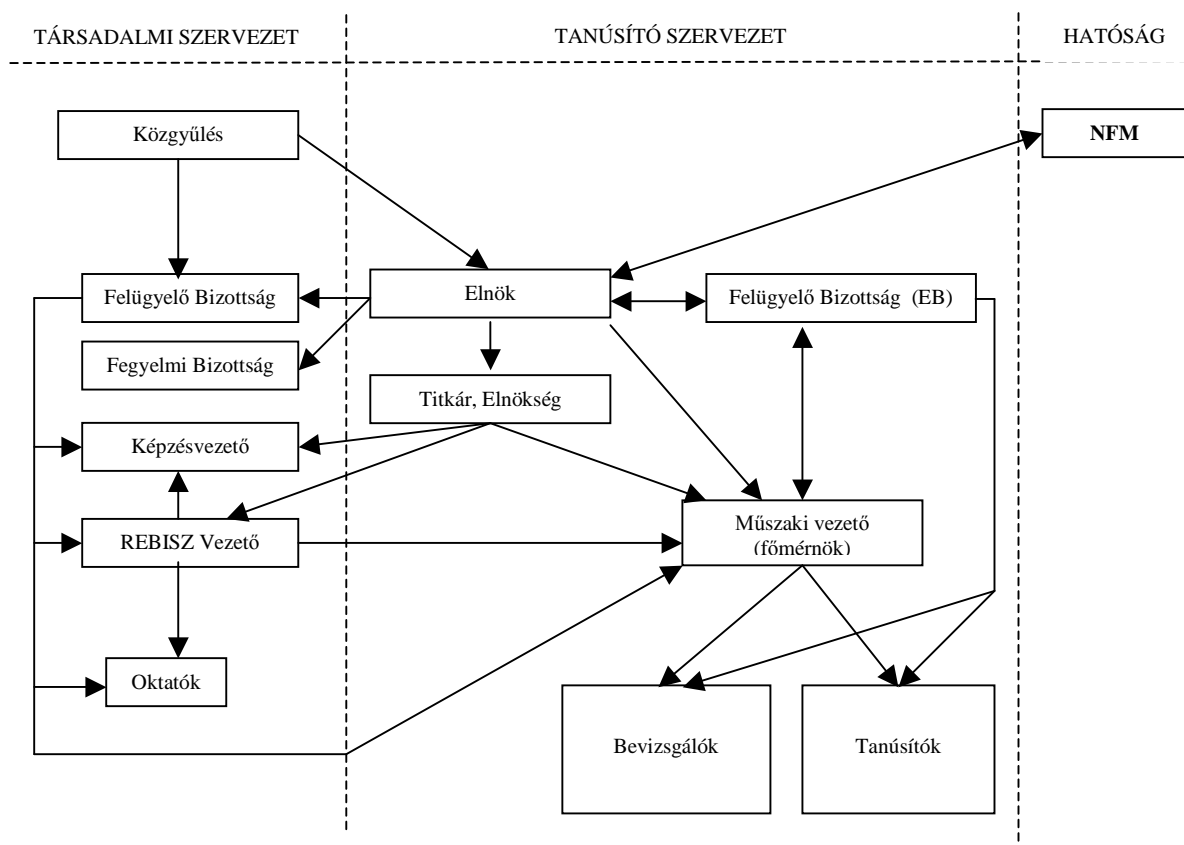 TÁRSADALMI SZERVEZET
TANÚSÍTÓ SZERVEZET
HATÓSÁG
Közgyűlés
NFM
Felügyelő Bizottság
Elnök
Felügyelő Bizottság (EB)
Fegyelmi Bizottság
Titkár, Elnökség
Képzésvezető
REBISZ Vezető
Műszaki vezető
(főmérnök)
Oktatók
Bevizsgálók
Tanúsítók